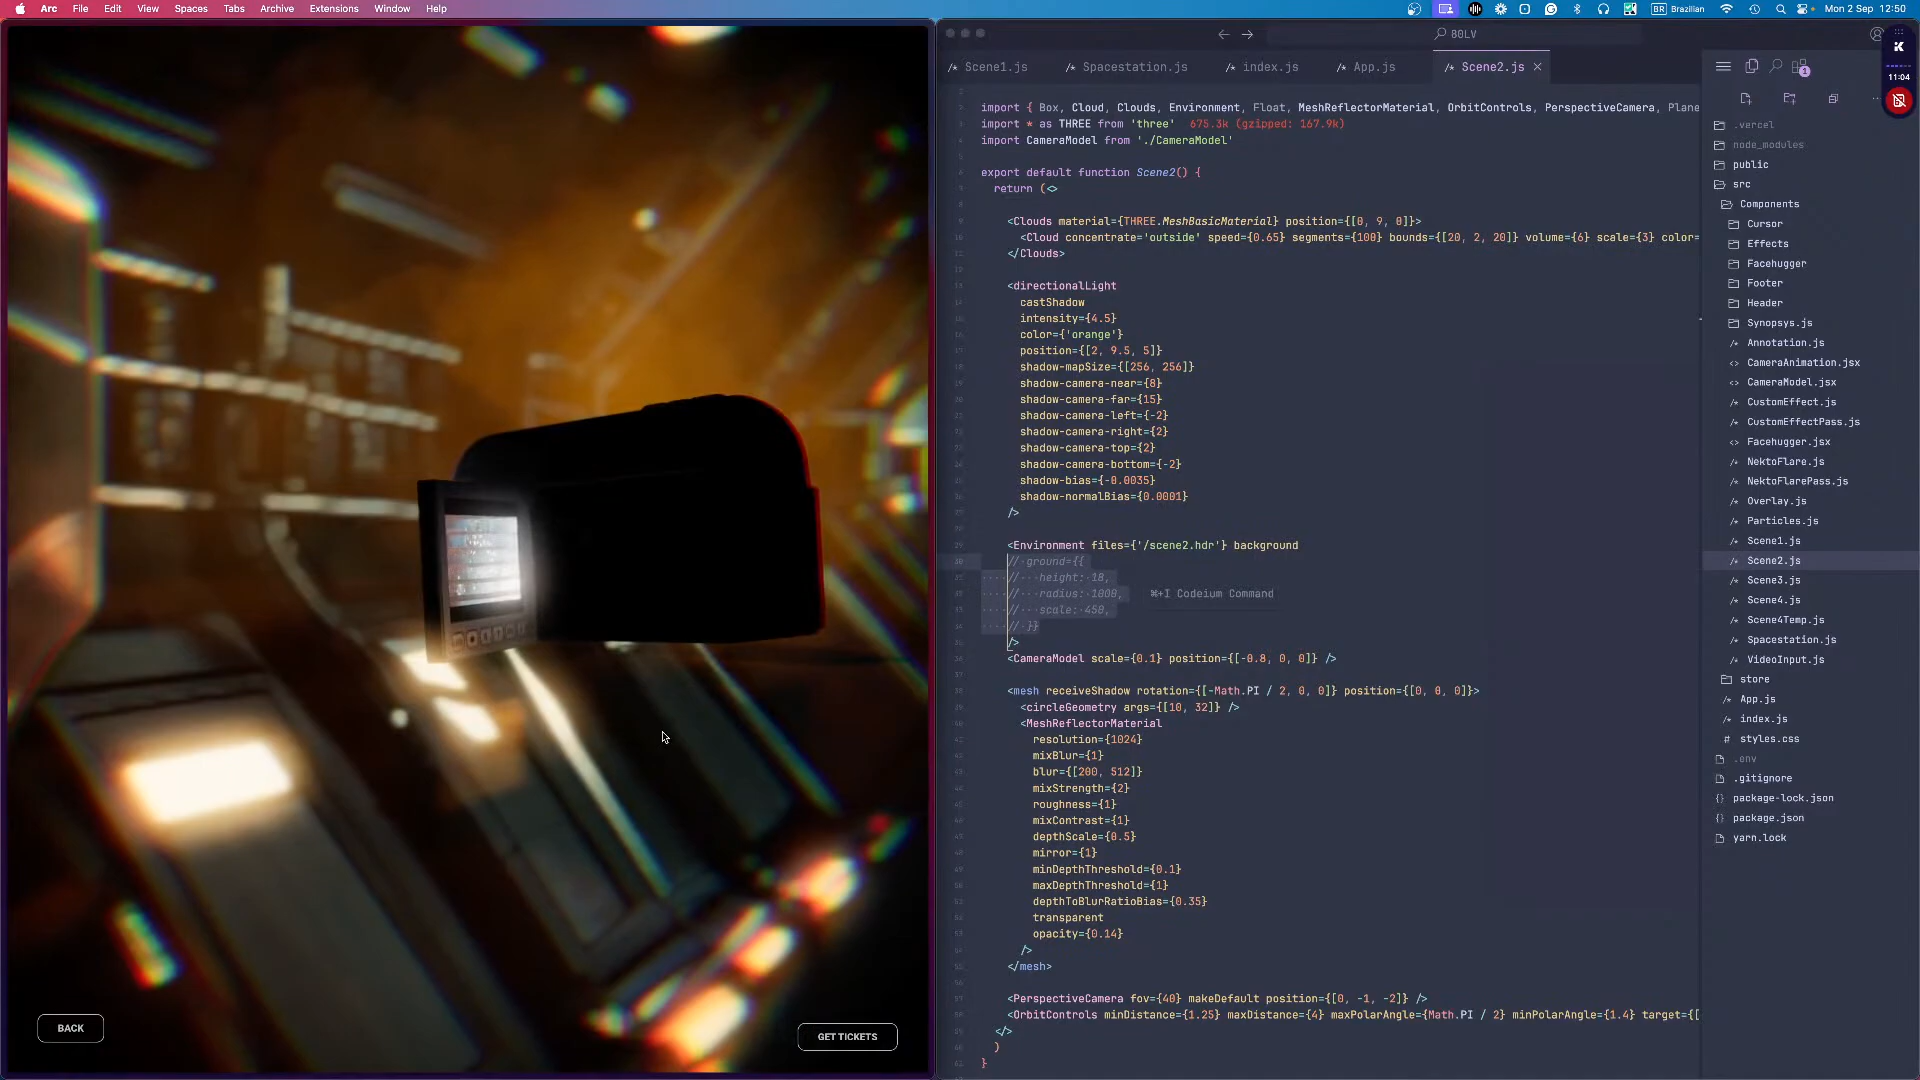 Arc File Edit View Spaces Tabs Archive Extensions Window Help
BR Brazilian Mon 2 Sep 12:50
80LV
K
11:04
Scene1.js Spacestation.js index.js App.js Scene2.js
1
import { Box, Cloud, Clouds, Environment, Float, MeshReflectorMaterial, OrbitControls, PerspectiveCamera, Plane
import * as THREE from 'three' 675.3k (gzipped: 167.9k)
import CameraModel from './CameraModel'
export default function Scene2() {
return (<>
<Clouds material={THREE.MeshBasicMaterial} position={[0, 9, 0]}>
<Cloud concentrate='outside' speed={0.65} segments={100} bounds={[20, 2, 20]} volume={6} scale={3} color=
</Clouds>
<directionalLight
castShadow
intensity={4.5}
color={'orange'}
position={[2, 9.5, 5]}
shadow-mapSize={[256, 256]}
shadow-camera-near={8}
shadow-camera-far={15}
shadow-camera-left={-2}
shadow-camera-right={2}
shadow-camera-top={2}
shadow-camera-bottom={-2}
shadow-bias={-0.0035}
shadow-normalBias={0.0001}
/>
<Environment files={'/scene2.hdr'} background
// ground={{
// height: 18,
// radius: 1000, ⌘+I Codeium Command
// scale: 450,
// }}
/>
<CameraModel scale={0.1} position={[-0.8, 0, 0]} />
<mesh receiveShadow rotation={[-Math.PI / 2, 0, 0]} position={[0, 0, 0]}>
<circleGeometry args={[10, 32]} />
<MeshReflectorMaterial
resolution={1024}
mixBlur={1}
blur={[200, 512]}
mixStrength={2}
roughness={1}
mixContrast={1}
depthScale={0.5}
mirror={1}
minDepthThreshold={0.1}
maxDepthThreshold={1}
depthToBlurRatioBias={0.35}
transparent
opacity={0.14}
/>
</mesh>
<PerspectiveCamera fov={40} makeDefault position={[0, -1, -2]} />
<OrbitControls minDistance={1.25} maxDistance={4} maxPolarAngle={Math.PI / 2} minPolarAngle={1.4} target={[
</>
)
}
.vercel
node_modules
public
src
Components
Cursor
Effects
Facehugger
Footer
Header
Synopsys.js
Annotation.js
CameraAnimation.jsx
CameraModel.jsx
CustomEffect.js
CustomEffectPass.js
Facehugger.jsx
NektoFlare.js
NektoFlarePass.js
Overlay.js
Particles.js
Scene1.js
Scene2.js
Scene3.js
Scene4.js
Scene4Temp.js
Spacestation.js
VideoInput.js
store
App.js
index.js
styles.css
.env
.gitignore
package-lock.json
package.json
yarn.lock
BACK
GET TICKETS